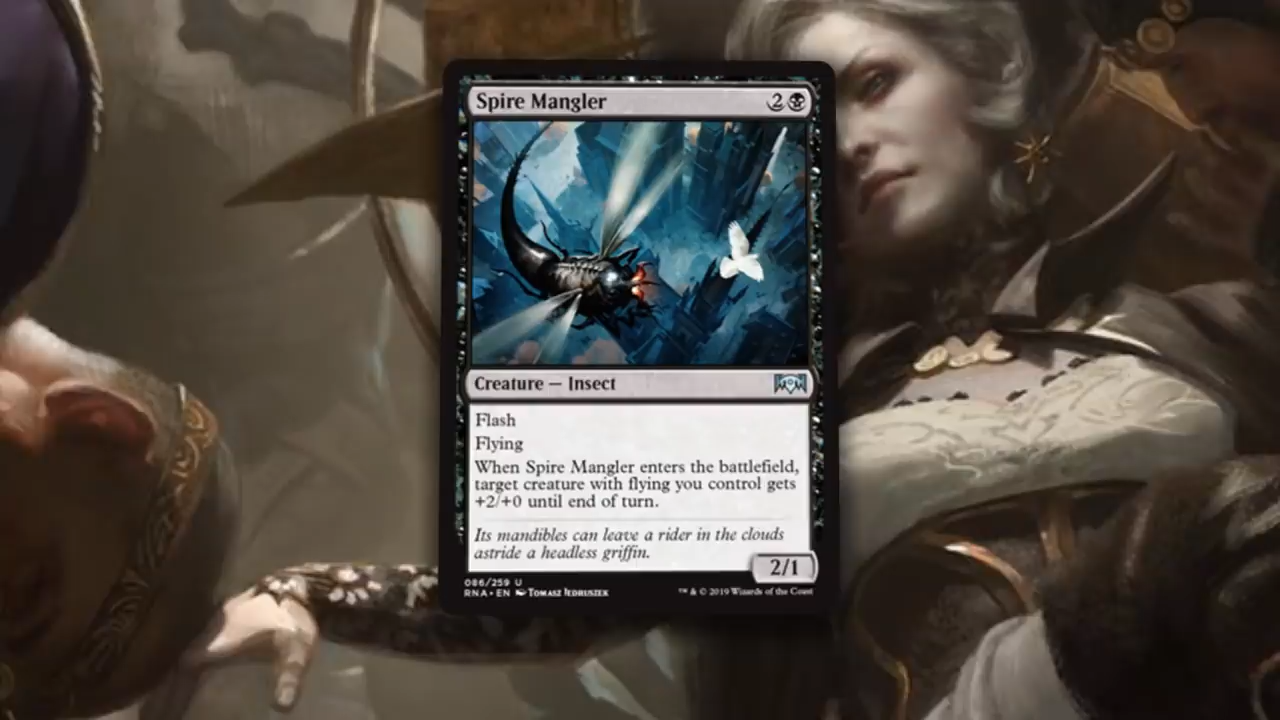 Spire Mangler 2
Creature — Insect
Flash
Flying
When Spire Mangler enters the battlefield,
target creature with flying you control gets
+2/+0 until end of turn.
Its mandibles can leave a rider in the clouds
astride a headless griffin.
2/1
086/259 U
RNA • EN Tomasz Jedruszek
™ & © 2019 Wizards of the Coast